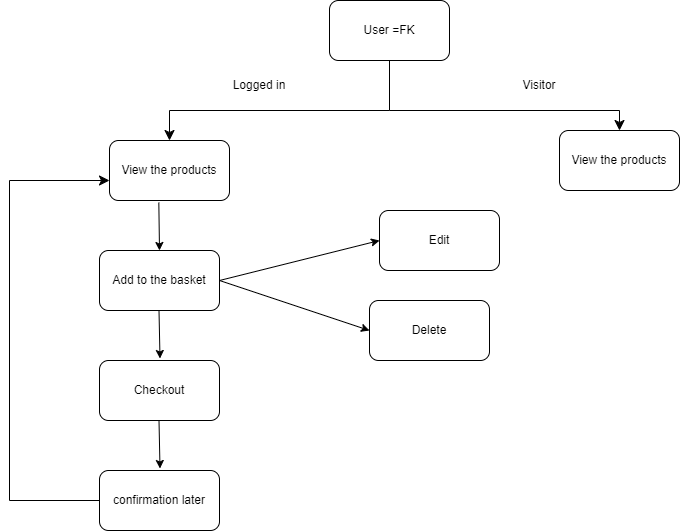 User =FK
Logged in
Visitor
View the products
View the products
Edit
Add to the basket
Delete
Checkout
confirmation later